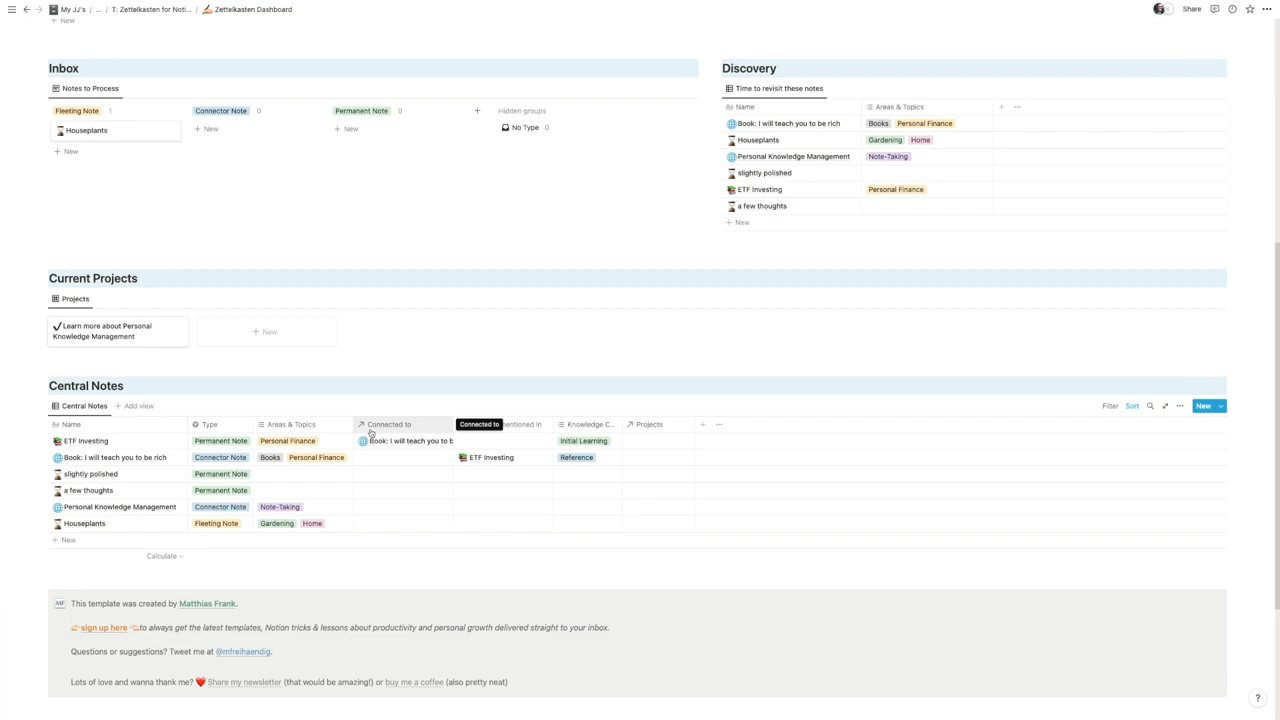 My JJ's / ... / T: Zettelkasten for Noti... / Zettelkasten Dashboard
Share
+ New
Inbox
Notes to Process
Fleeting Note 1 Connector Note 0 Permanent Note 0 + Hidden groups
Houseplants
+ New
+ New
No Type 0
+ New
Discovery
Time to revisit these notes
Name Areas & Topics + ...
Book: I will teach you to be rich Books Personal Finance
Houseplants Gardening Home
Personal Knowledge Management Note-Taking
slightly polished
ETF Investing Personal Finance
a few thoughts
+ New
Current Projects
Projects
Learn more about Personal
Knowledge Management
+ New
Central Notes
Central Notes + Add view Filter Sort ... New
Name Type Areas & Topics Connected to Connected to entioned in Knowledge C... Projects + ...
ETF Investing Permanent Note Personal Finance Book: I will teach you to b Initial Learning
Book: I will teach you to be rich Connector Note Books Personal Finance ETF Investing Reference
slightly polished Permanent Note
a few thoughts Permanent Note
Personal Knowledge Management Connector Note Note-Taking
Houseplants Fleeting Note Gardening Home
+ New
Calculate
MF This template was created by Matthias Frank.
sign up here to always get the latest templates, Notion tricks & lessons about productivity and personal growth delivered straight to your inbox.
Questions or suggestions? Tweet me at @mfreihaendig.
Lots of love and wanna thank me? ❤️ Share my newsletter (that would be amazing!) or buy me a coffee (also pretty neat)
?